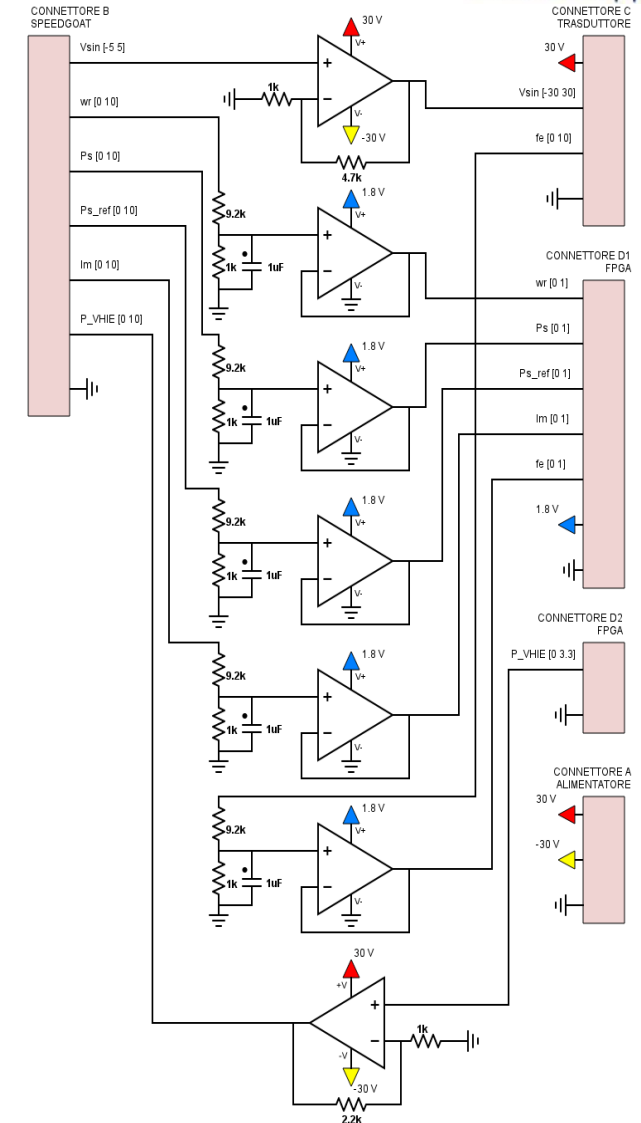 CONNETTORE B
SPEEDGOAT
Vsin [-5 5]
wr [0 10]
Ps [0 10]
Ps_ref [0 10]
Im [0 10]
P_VHIE [0 10]
30 V
V+
+
1k
−
V-
-30 V
4.7k
1.8 V
V+
9.2k
+
1k
1uF
−
V-
1.8 V
V+
9.2k
+
1k
1uF
−
V-
1.8 V
V+
9.2k
+
1k
1uF
−
V-
1.8 V
V+
9.2k
+
1k
1uF
−
V-
1.8 V
V+
9.2k
+
1k
1uF
−
V-
30 V
+V
+
−
1k
-V
-30 V
2.2k
CONNETTORE C
TRASDUTTORE
30 V
Vsin [-30 30]
fe [0 10]
CONNETTORE D1
FPGA
wr [0 1]
Ps [0 1]
Ps_ref [0 1]
Im [0 1]
fe [0 1]
1.8 V
CONNETTORE D2
FPGA
P_VHIE [0 3.3]
CONNETTORE A
ALIMENTATORE
30 V
-30 V